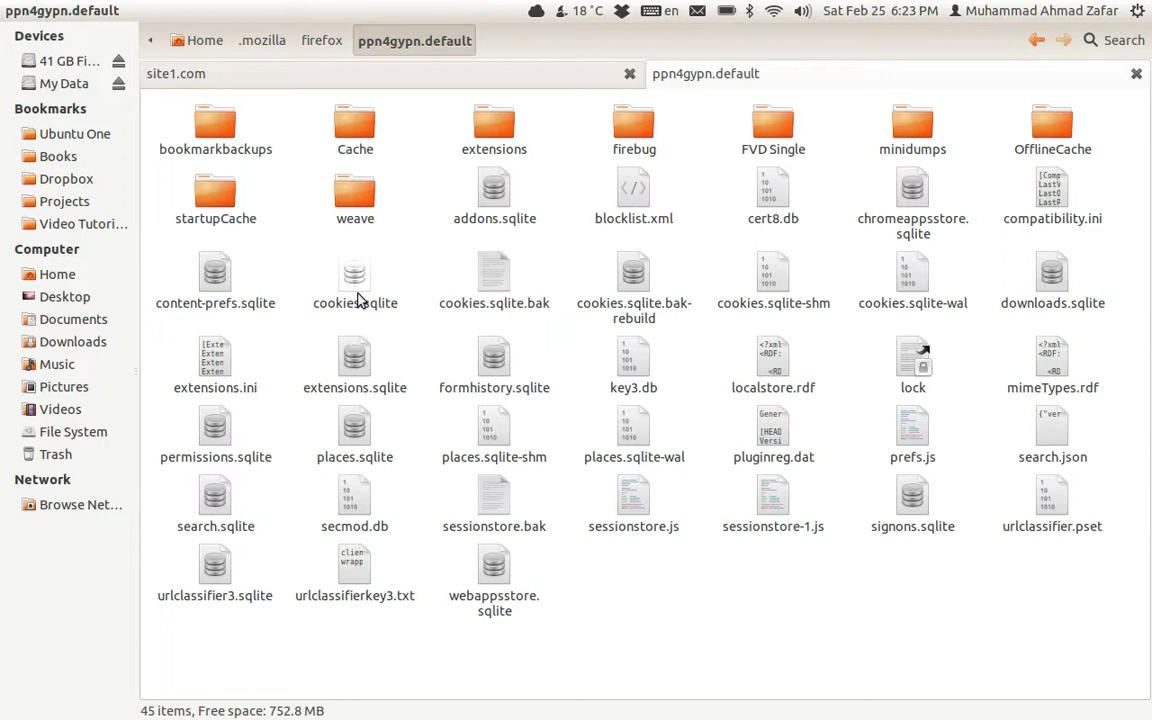 ppn4gypn.default
18 °C
en
Sat Feb 25 6:23 PM
Muhammad Ahmad Zafar
Devices
41 GB Fi...
My Data
Bookmarks
Ubuntu One
Books
Dropbox
Projects
Video Tutori...
Computer
Home
Desktop
Documents
Downloads
Music
Pictures
Videos
File System
Trash
Network
Browse Net...
Home
.mozilla
firefox
ppn4gypn.default
Search
site1.com
ppn4gypn.default
bookmarkbackups
Cache
extensions
firebug
FVD Single
minidumps
OfflineCache
startupCache
weave
addons.sqlite
blocklist.xml
cert8.db
chromeappsstore.
sqlite
compatibility.ini
content-prefs.sqlite
cookies.sqlite
cookies.sqlite.bak
cookies.sqlite.bak-
rebuild
cookies.sqlite-shm
cookies.sqlite-wal
downloads.sqlite
extensions.ini
extensions.sqlite
formhistory.sqlite
key3.db
localstore.rdf
lock
mimeTypes.rdf
permissions.sqlite
places.sqlite
places.sqlite-shm
places.sqlite-wal
pluginreg.dat
prefs.js
search.json
search.sqlite
secmod.db
sessionstore.bak
sessionstore.js
sessionstore-1.js
signons.sqlite
urlclassifier.pset
urlclassifier3.sqlite
urlclassifierkey3.txt
webappsstore.
sqlite
45 items, Free space: 752.8 MB